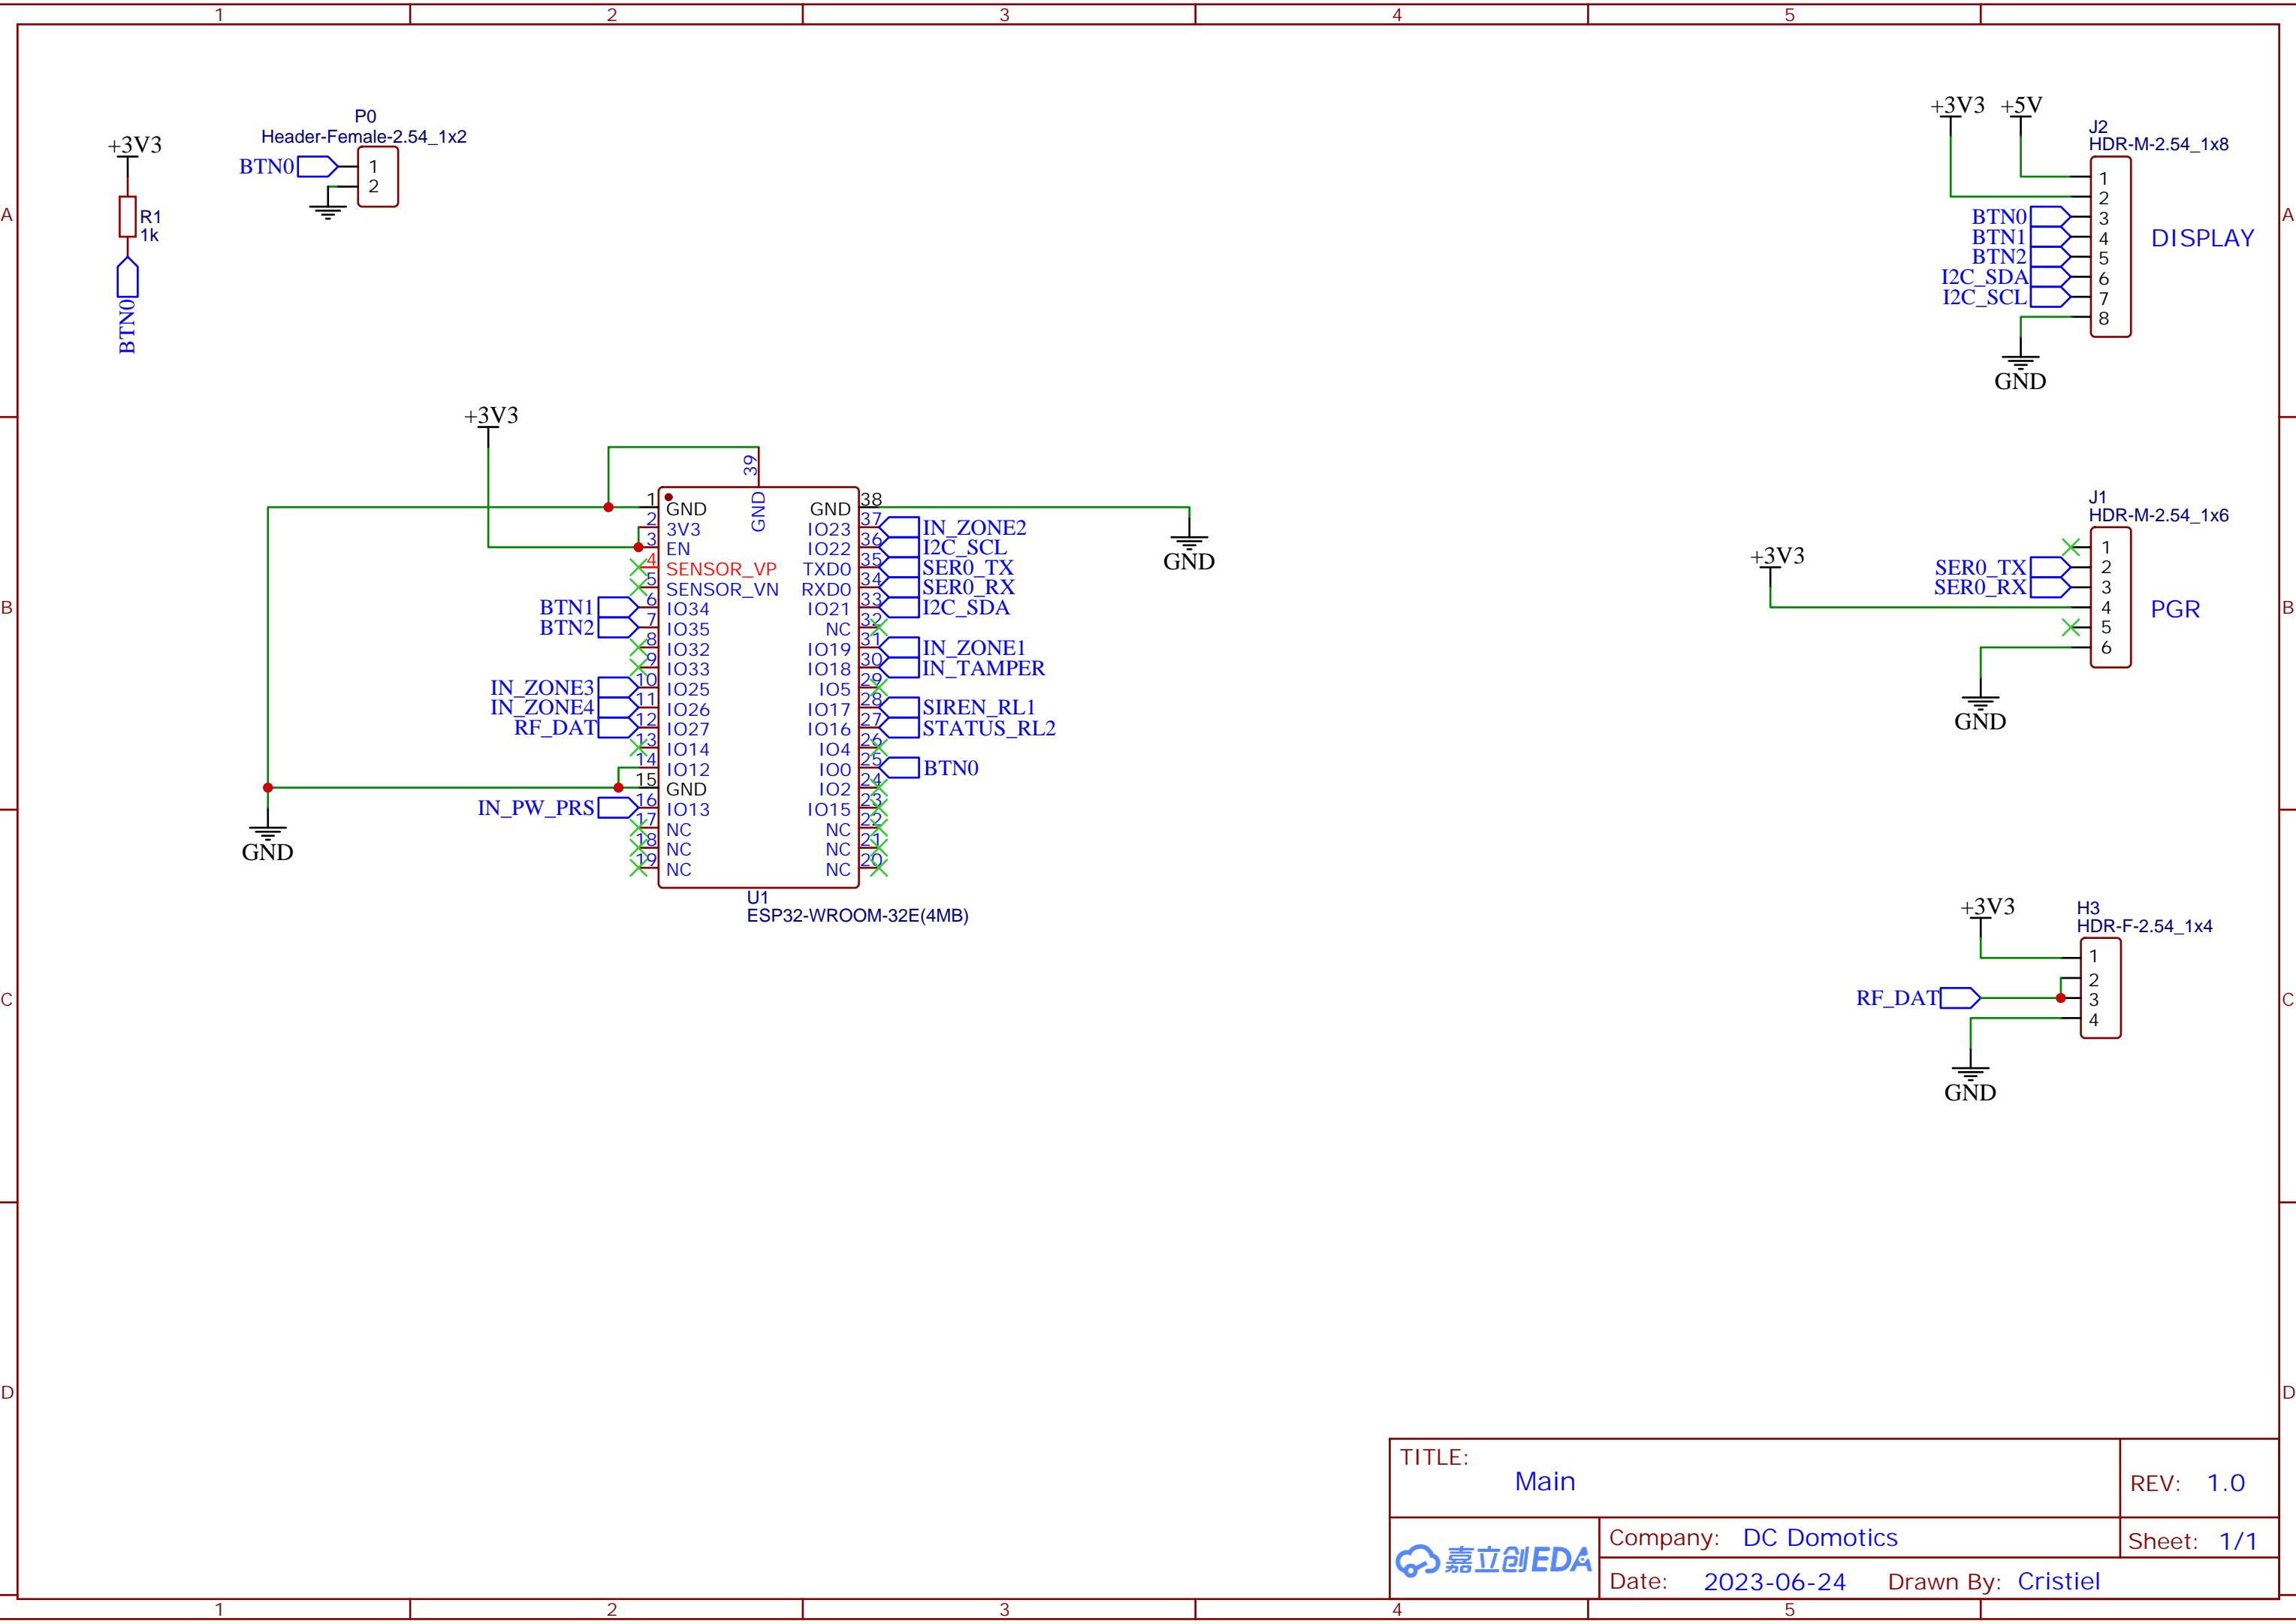 1 2 3 4 5
A A
B B
C C
D D
+3V3
R1
1k
BTN0
P0
Header-Female-2.54_1x2
BTN0
1
2
+3V3 +5V
J2
HDR-M-2.54_1x8
1
2
BTN0 3
BTN1 4
BTN2 5
I2C_SDA 6
I2C_SCL 7
8
DISPLAY
GND
+3V3
39
GND
1 GND
2 3V3
3 EN
4 SENSOR_VP
5 SENSOR_VN
BTN1 6 IO34
BTN2 7 IO35
8 IO32
9 IO33
IN_ZONE3 10 IO25
IN_ZONE4 11 IO26
RF_DAT 12 IO27
13 IO14
14 IO12
15 GND
IN_PW_PRS 16 IO13
17 NC
18 NC
19 NC
GND
GND 38
IO23 37 IN_ZONE2
IO22 36 I2C_SCL
TXD0 35 SER0_TX
RXD0 34 SER0_RX
IO21 33 I2C_SDA
NC 32
IO19 31 IN_ZONE1
IO18 30 IN_TAMPER
IO5 29
IO17 28 SIREN_RL1
IO16 27 STATUS_RL2
IO4 26
IO0 25 BTN0
IO2 24
IO15 23
NC 22
NC 21
NC 20
GND
U1
ESP32-WROOM-32E(4MB)
J1
HDR-M-2.54_1x6
+3V3
1
SER0_TX 2
SER0_RX 3
4
5
6
PGR
GND
+3V3
H3
HDR-F-2.54_1x4
1
2
RF_DAT 3
4
GND
TITLE:
Main
REV: 1.0
嘉立创EDA
Company: DC Domotics
Sheet: 1/1
Date: 2023-06-24 Drawn By: Cristiel
1 2 3 4 5